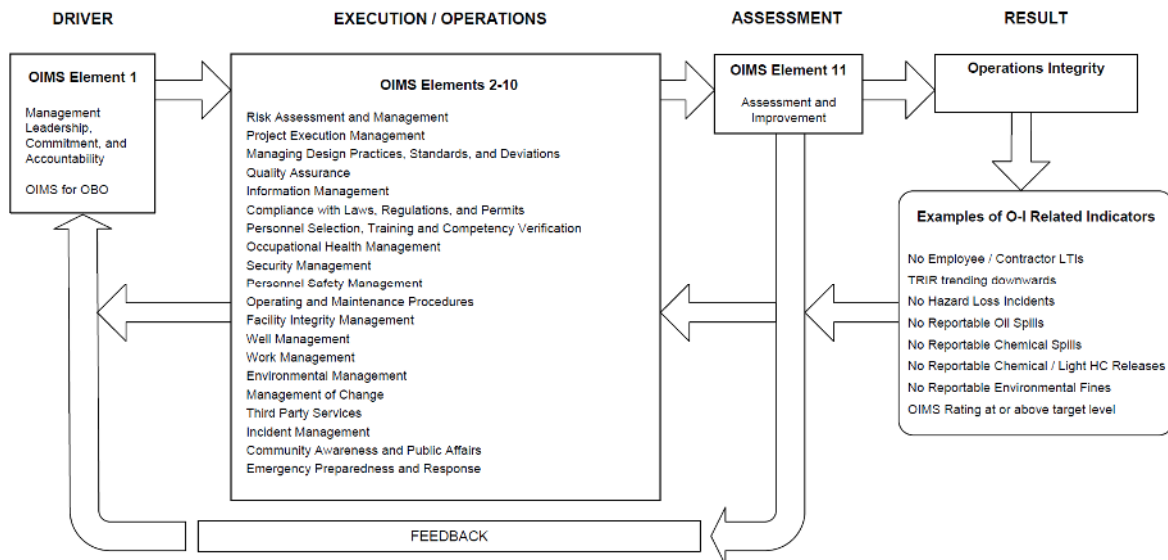 DRIVER
EXECUTION / OPERATIONS
ASSESSMENT
RESULT
OIMS Element 1
Management
Leadership,
Commitment, and
Accountability
OIMS for OBO
OIMS Elements 2-10
Risk Assessment and Management
Project Execution Management
Managing Design Practices, Standards, and Deviations
Quality Assurance
Information Management
Compliance with Laws, Regulations, and Permits
Personnel Selection, Training and Competency Verification
Occupational Health Management
Security Management
Personnel Safety Management
Operating and Maintenance Procedures
Facility Integrity Management
Well Management
Work Management
Environmental Management
Management of Change
Third Party Services
Incident Management
Community Awareness and Public Affairs
Emergency Preparedness and Response
OIMS Element 11
Assessment and
Improvement
Operations Integrity
Examples of O-I Related Indicators
No Employee / Contractor LTIs
TRIR trending downwards
No Hazard Loss Incidents
No Reportable Oil Spills
No Reportable Chemical Spills
No Reportable Chemical / Light HC Releases
No Reportable Environmental Fines
OIMS Rating at or above target level
FEEDBACK